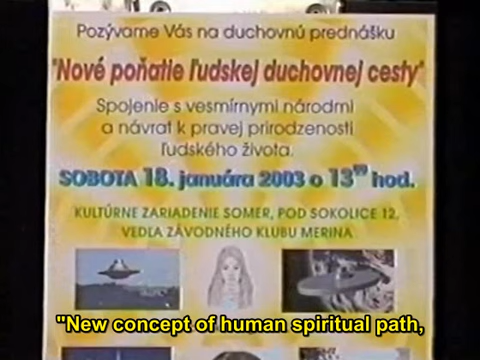 Pozývame Vás na duchovnú prednášku
"Nové poňatie ľudskej duchovnej cesty"
Spojenie s vesmírnymi národmi
a návrat k pravej prirodzenosti
ľudského života.
SOBOTA 18. januára 2003 o 13⁰⁰ hod.
KULTÚRNE ZARIADENIE SOMER, POD SOKOLICE 12,
VEDĽA ZÁVODNÉHO KLUBU MERINA
"New concept of human spiritual path,